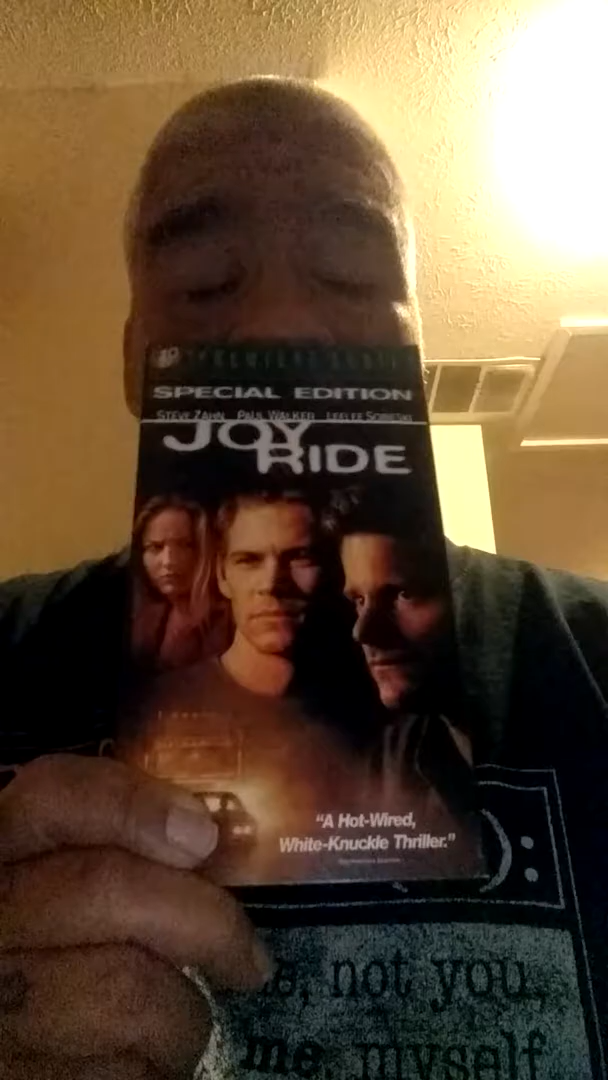 SPECIAL EDITION
STEVE ZAHN PAUL WALKER LEELEE SOBIESKI
JOY
RIDE
"A Hot-Wired,
White-Knuckle Thriller."
):
not you,
me, myself